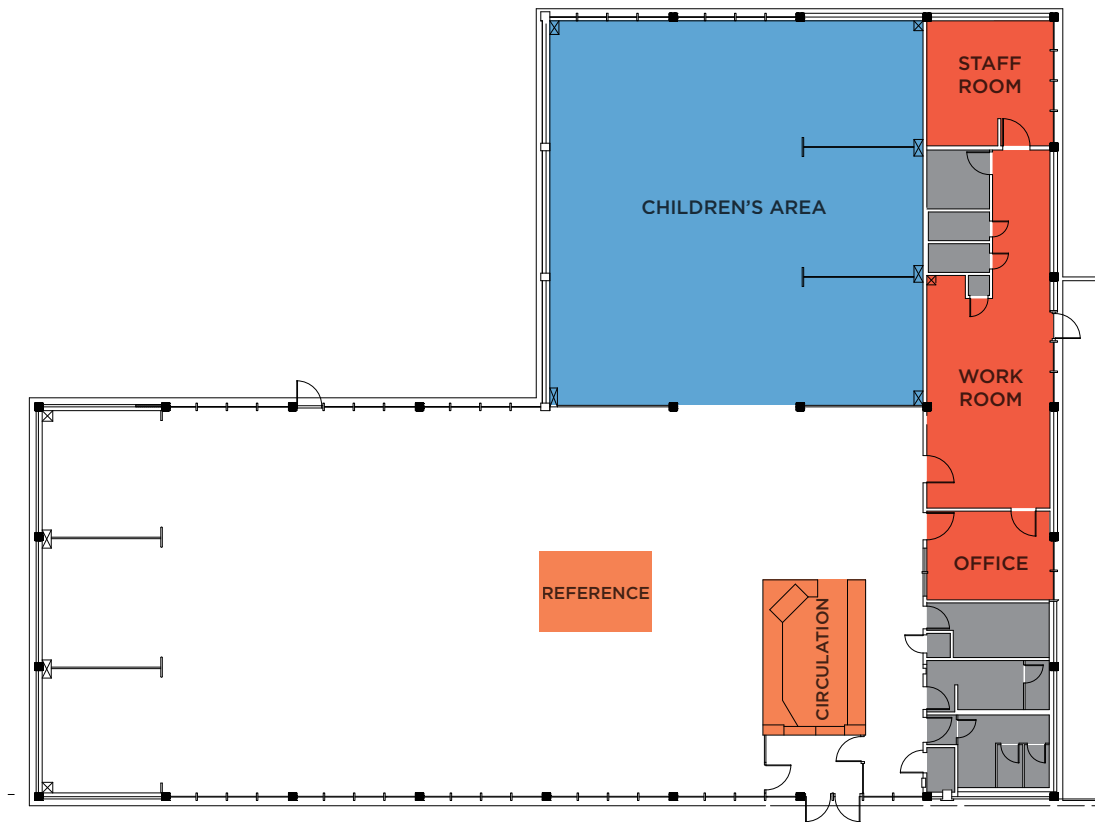 STAFF
ROOM
CHILDREN'S AREA
WORK
ROOM
OFFICE
REFERENCE
CIRCULATION